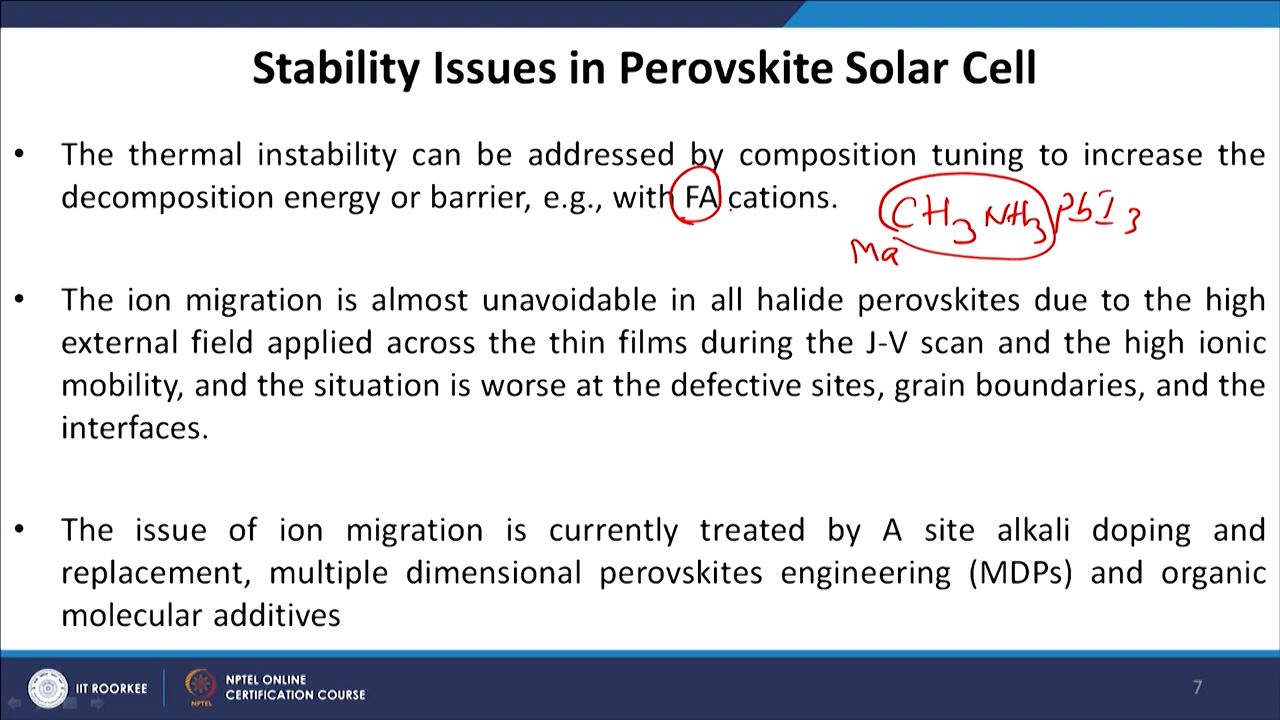 Stability Issues in Perovskite Solar Cell
• The thermal instability can be addressed by composition tuning to increase the
decomposition energy or barrier, e.g., with FA cations.
CH3NH3PbI3
Ma
• The ion migration is almost unavoidable in all halide perovskites due to the high
external field applied across the thin films during the J-V scan and the high ionic
mobility, and the situation is worse at the defective sites, grain boundaries, and the
interfaces.
• The issue of ion migration is currently treated by A site alkali doping and
replacement, multiple dimensional perovskites engineering (MDPs) and organic
molecular additives
IIT ROORKEE
NPTEL
NPTEL ONLINE
CERTIFICATION COURSE
7